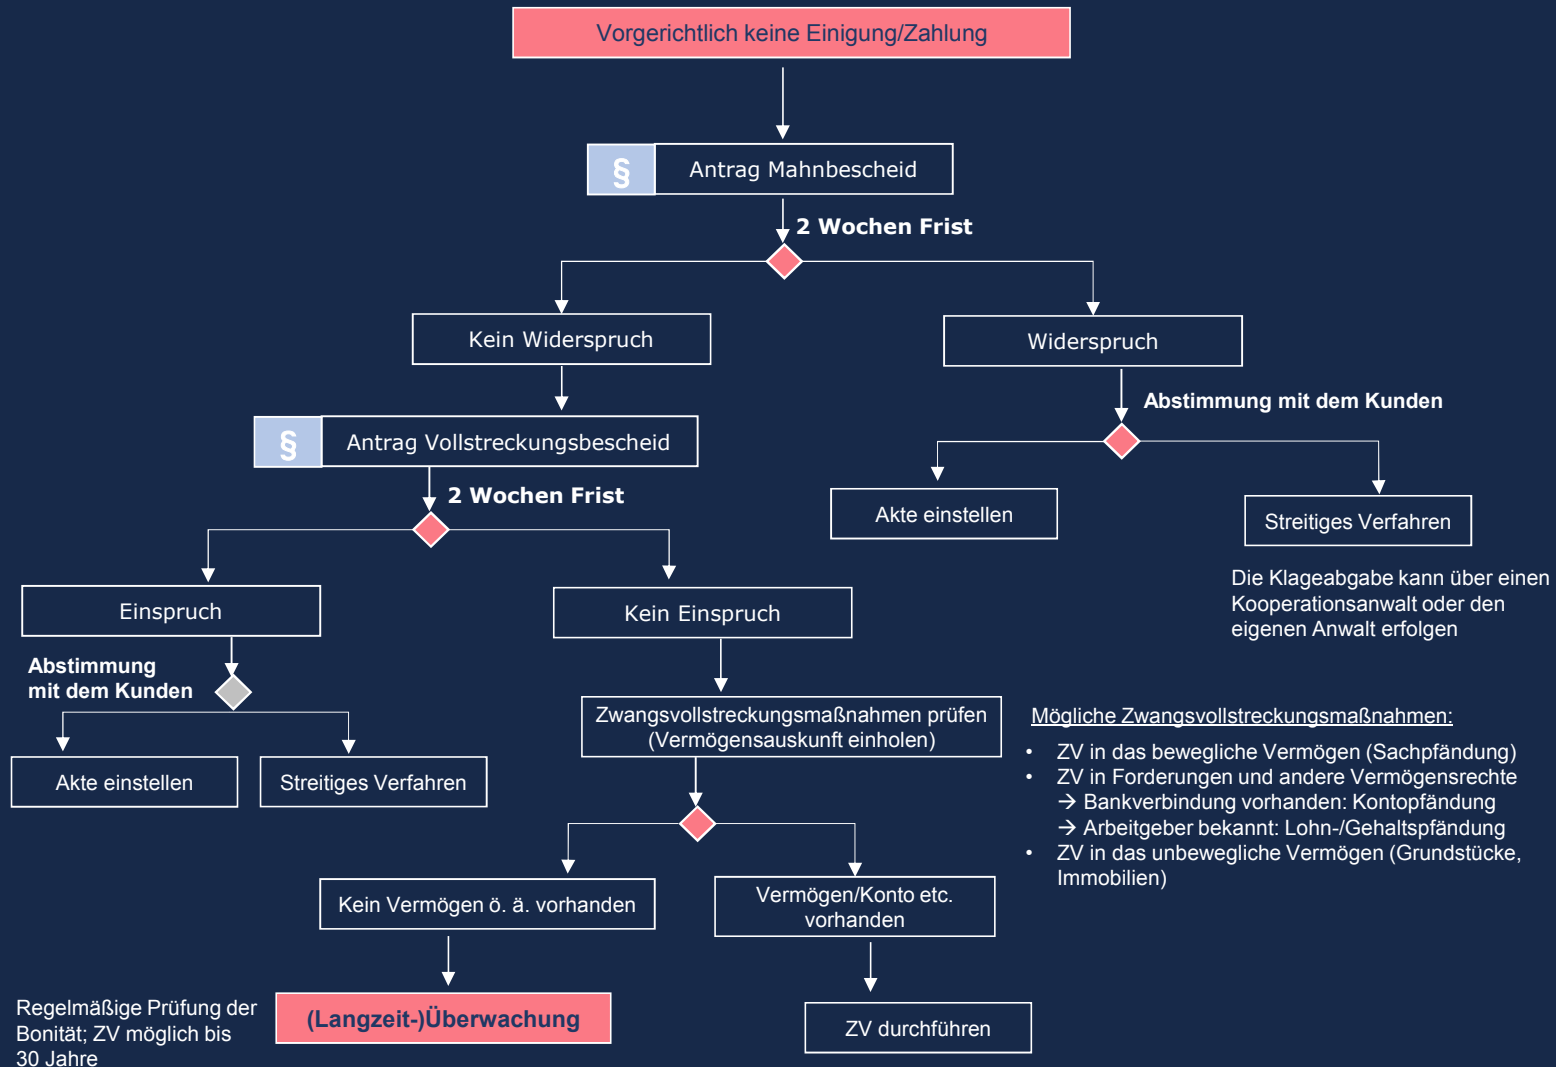 Vorgerichtlich keine Einigung/Zahlung
§ Antrag Mahnbescheid
2 Wochen Frist
Kein Widerspruch
Widerspruch
Abstimmung mit dem Kunden
§ Antrag Vollstreckungsbescheid
2 Wochen Frist
Akte einstellen
Streitiges Verfahren
Die Klageabgabe kann über einen
Kooperationsanwalt oder den
eigenen Anwalt erfolgen
Einspruch
Kein Einspruch
Abstimmung
mit dem Kunden
Akte einstellen
Streitiges Verfahren
Zwangsvollstreckungsmaßnahmen prüfen
(Vermögensauskunft einholen)
Mögliche Zwangsvollstreckungsmaßnahmen:
• ZV in das bewegliche Vermögen (Sachpfändung)
• ZV in Forderungen und andere Vermögensrechte
→ Bankverbindung vorhanden: Kontopfändung
→ Arbeitgeber bekannt: Lohn-/Gehaltspfändung
• ZV in das unbewegliche Vermögen (Grundstücke,
Immobilien)
Kein Vermögen ö. ä. vorhanden
Vermögen/Konto etc.
vorhanden
Regelmäßige Prüfung der
Bonität; ZV möglich bis
30 Jahre
(Langzeit-)Überwachung
ZV durchführen